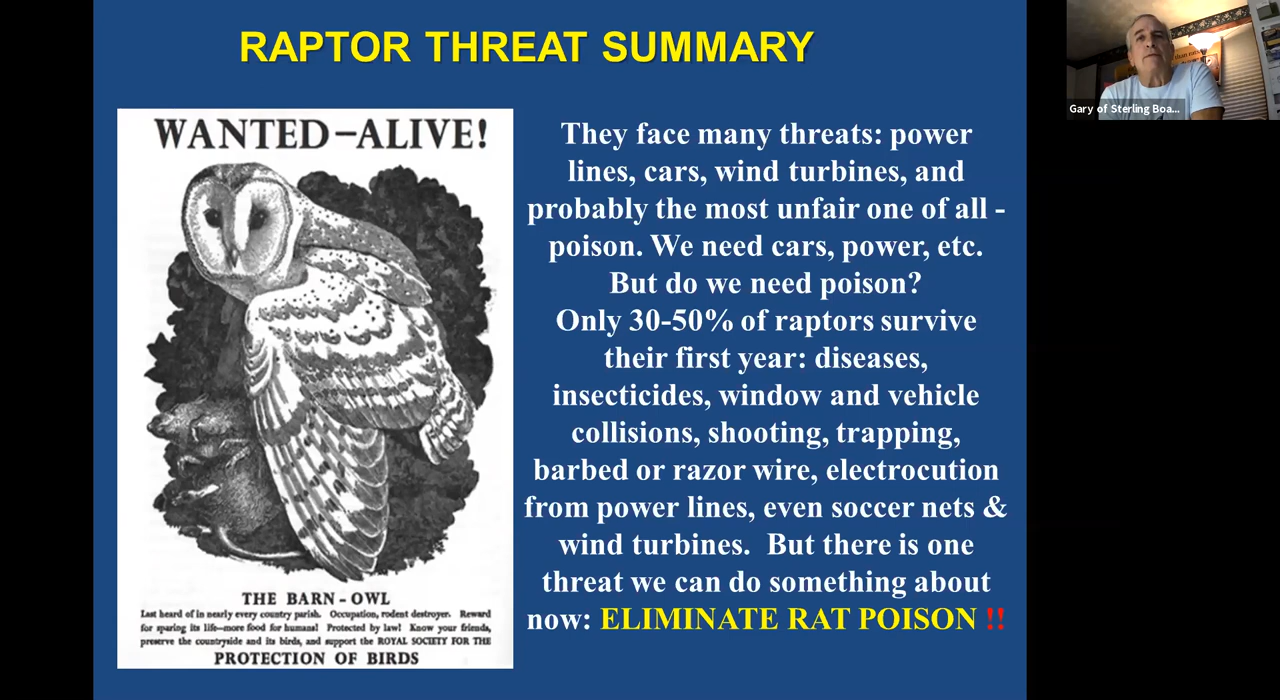 RAPTOR THREAT SUMMARY
WANTED–ALIVE!
THE BARN-OWL
Last heard of in nearly every country parish. Occupation, rodent destroyer. Reward
for sparing its life—more food for humans! Protected by law! Know your friends,
preserve the countryside and its birds, and support the ROYAL SOCIETY FOR THE
PROTECTION OF BIRDS
They face many threats: power
lines, cars, wind turbines, and
probably the most unfair one of all -
poison. We need cars, power, etc.
But do we need poison?
Only 30-50% of raptors survive
their first year: diseases,
insecticides, window and vehicle
collisions, shooting, trapping,
barbed or razor wire, electrocution
from power lines, even soccer nets &
wind turbines.  But there is one
threat we can do something about
now: ELIMINATE RAT POISON !!
Gary of Sterling Boa...